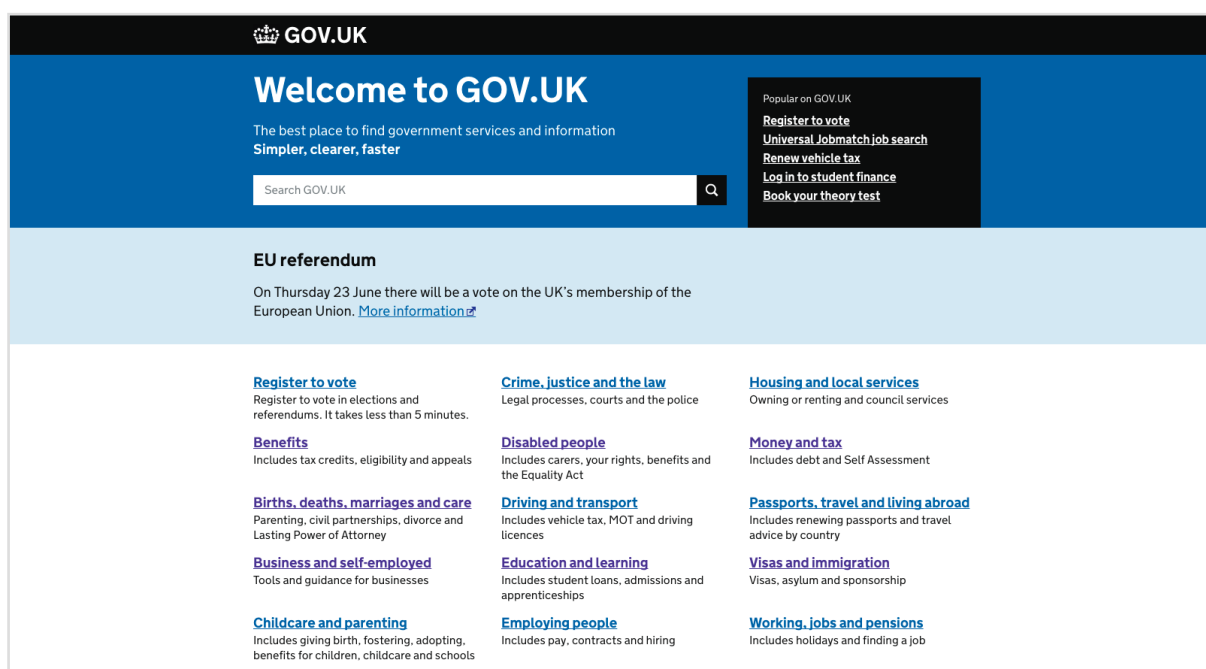 GOV.UK
Welcome to GOV.UK
The best place to find government services and information
Simpler, clearer, faster
Search GOV.UK
Popular on GOV.UK
Register to vote
Universal Jobmatch job search
Renew vehicle tax
Log in to student finance
Book your theory test
EU referendum
On Thursday 23 June there will be a vote on the UK's membership of the
European Union. More information
Register to vote
Register to vote in elections and
referendums. It takes less than 5 minutes.
Crime, justice and the law
Legal processes, courts and the police
Housing and local services
Owning or renting and council services
Benefits
Includes tax credits, eligibility and appeals
Disabled people
Includes carers, your rights, benefits and
the Equality Act
Money and tax
Includes debt and Self Assessment
Births, deaths, marriages and care
Parenting, civil partnerships, divorce and
Lasting Power of Attorney
Driving and transport
Includes vehicle tax, MOT and driving
licences
Passports, travel and living abroad
Includes renewing passports and travel
advice by country
Business and self-employed
Tools and guidance for businesses
Education and learning
Includes student loans, admissions and
apprenticeships
Visas and immigration
Visas, asylum and sponsorship
Childcare and parenting
Includes giving birth, fostering, adopting,
benefits for children, childcare and schools
Employing people
Includes pay, contracts and hiring
Working, jobs and pensions
Includes holidays and finding a job